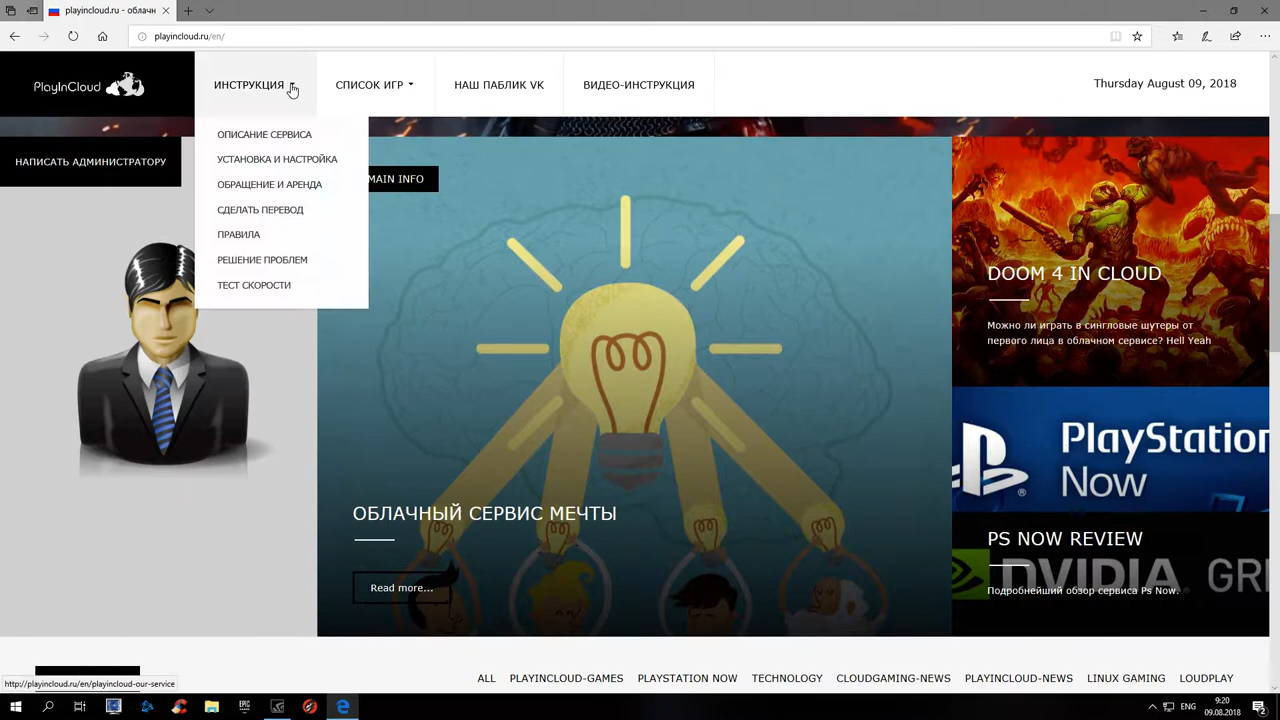 playincloud.ru - облачн
playincloud.ru/en/
PlayInCloud
ИНСТРУКЦИЯ
СПИСОК ИГР
НАШ ПАБЛИК VK
ВИДЕО-ИНСТРУКЦИЯ
Thursday August 09, 2018
ОПИСАНИЕ СЕРВИСА
УСТАНОВКА И НАСТРОЙКА
ОБРАЩЕНИЕ И АРЕНДА
СДЕЛАТЬ ПЕРЕВОД
ПРАВИЛА
РЕШЕНИЕ ПРОБЛЕМ
ТЕСТ СКОРОСТИ
НАПИСАТЬ АДМИНИСТРАТОРУ
MAIN INFO
ОБЛАЧНЫЙ СЕРВИС МЕЧТЫ
Read more...
DOOM 4 IN CLOUD
Можно ли играть в сингловые шутеры от
первого лица в облачном сервисе? Hell Yeah
PlayStation
Now
PS NOW REVIEW
NVIDIA GR
Подробнейший обзор сервиса Ps Now.
ALL
PLAYINCLOUD-GAMES
PLAYSTATION NOW
TECHNOLOGY
CLOUDGAMING-NEWS
PLAYINCLOUD-NEWS
LINUX GAMING
LOUDPLAY
http://playincloud.ru/en/playincloud-our-service
EPIC
ENG
9:20
09.08.2018
2